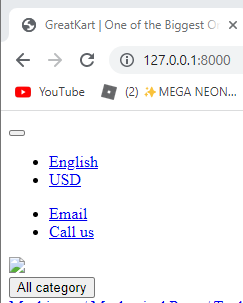 GreatKart | One of the Biggest O
127.0.0.1:8000
YouTube
(2) ✨MEGA NEON...
English
USD
Email
Call us
All category